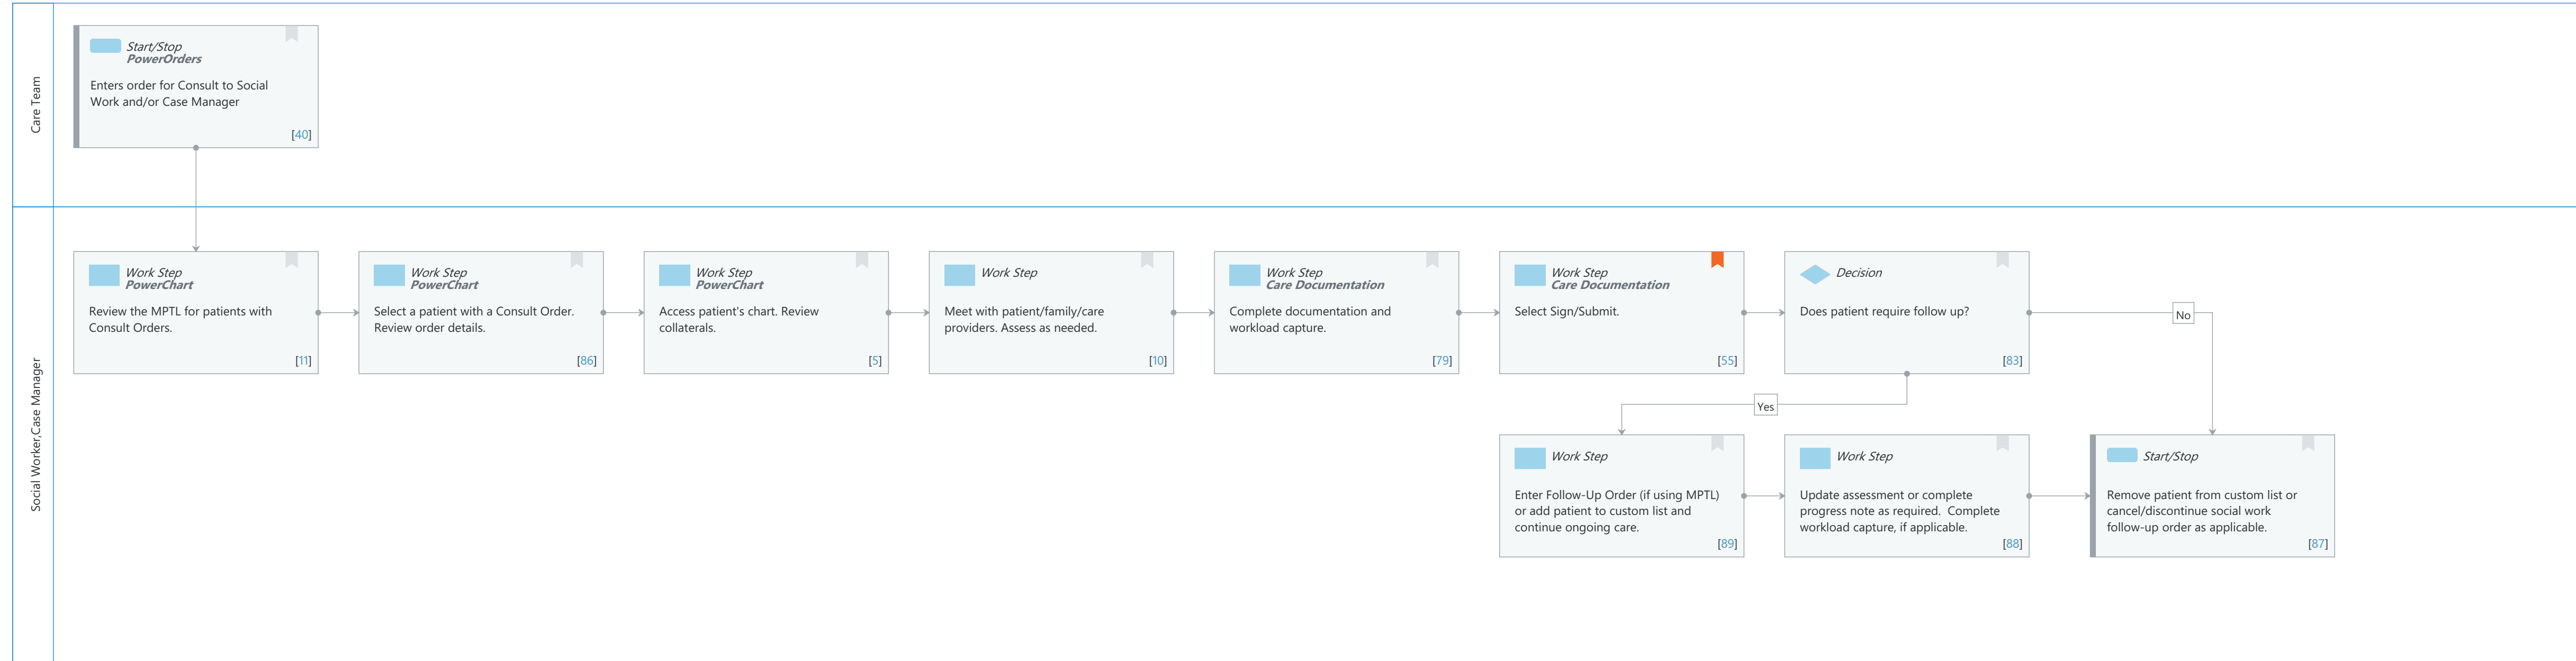 Care Team
Start/Stop
PowerOrders
Enters order for Consult to Social
Work and/or Case Manager
[40]
Social Worker,Case Manager
Work Step
PowerChart
Review the MPTL for patients with
Consult Orders.
[11]
Work Step
PowerChart
Select a patient with a Consult Order.
Review order details.
[86]
Work Step
PowerChart
Access patient's chart. Review
collaterals.
[5]
Work Step
Meet with patient/family/care
providers. Assess as needed.
[10]
Work Step
Care Documentation
Complete documentation and
workload capture.
[79]
Work Step
Care Documentation
Select Sign/Submit.
[55]
Decision
Does patient require follow up?
[83]
No
Yes
Work Step
Enter Follow-Up Order (if using MPTL)
or add patient to custom list and
continue ongoing care.
[89]
Work Step
Update assessment or complete
progress note as required.  Complete
workload capture, if applicable.
[88]
Start/Stop
Remove patient from custom list or
cancel/discontinue social work
follow-up order as applicable.
[87]